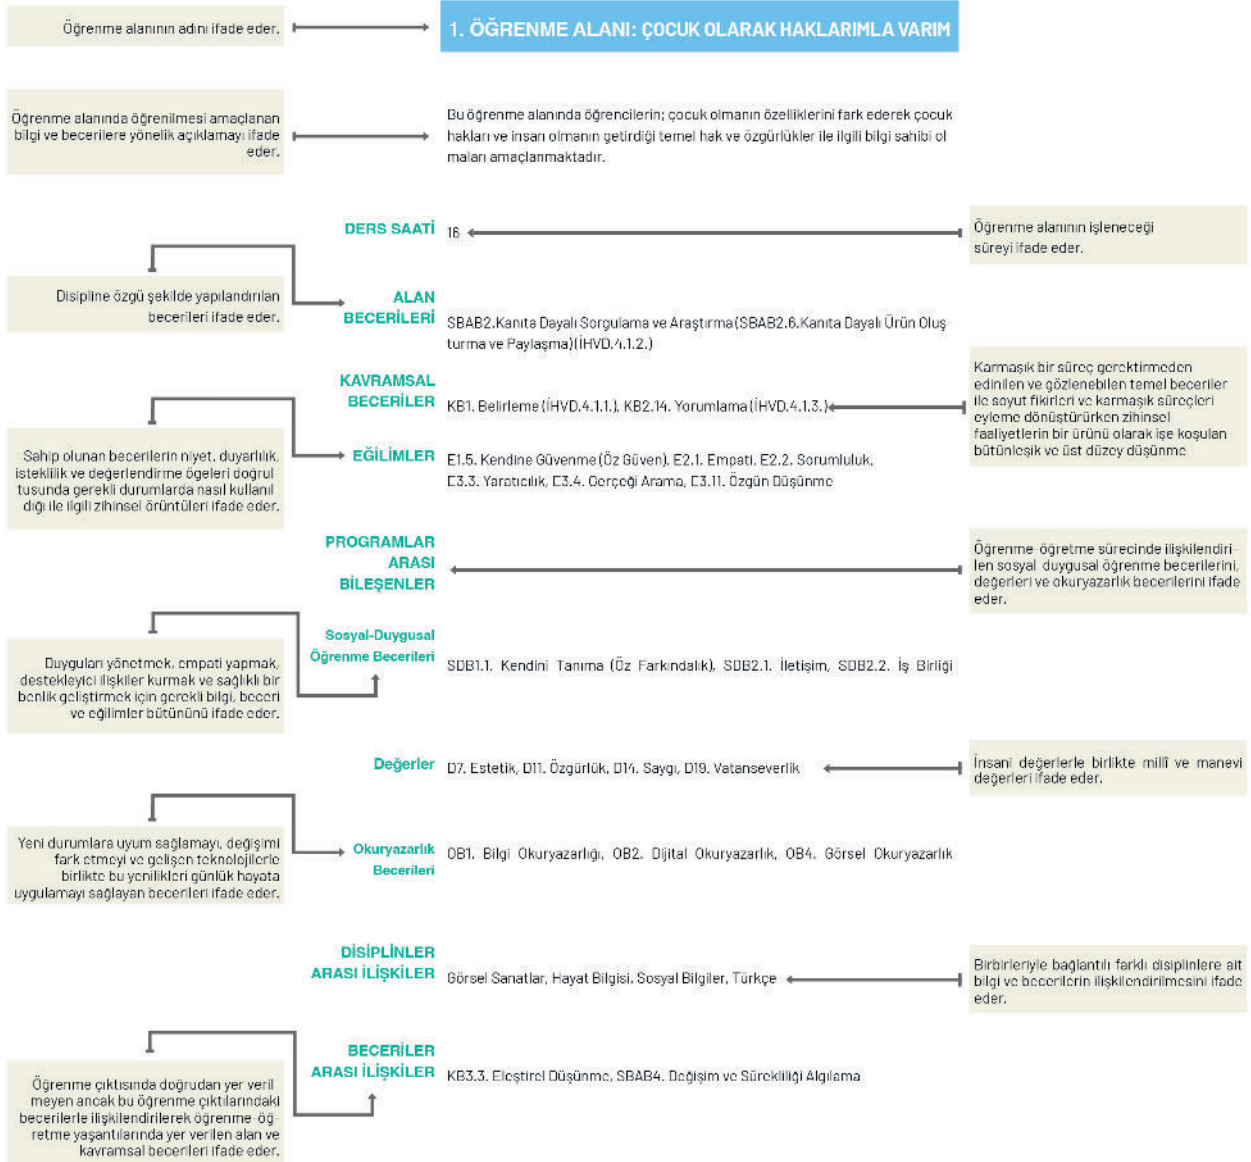 Öğrenme alanının adını ifade eder.
1. ÖĞRENME ALANI: ÇOCUK OLARAK HAKLARIMLA VARIM
Öğrenme alanında öğrenilmesi amaçlanan
bilgi ve becerilere yönelik açıklamayı ifade
eder.
Bu öğrenme alanında öğrencilerin; çocuk olmanın özelliklerini fark ederek çocuk
hakları ve insan olmanın getirdiği temel hak ve özgürlükler ile ilgili bilgi sahibi ol
maları amaçlanmaktadır.
DERS SAATİ
16
Öğrenme alanının işleneceği
süreyi ifade eder.
Disipline özgü şekilde yapılandırılan
becerileri ifade eder.
ALAN
BECERİLERİ
SBAB2.Kanıta Dayalı Sorgulama ve Araştırma (SBAB2.6.Kanıta Dayalı Ürün Oluş-
turma ve Paylaşma) (İHVD.4.1.2.)
KAVRAMSAL
BECERİLER
KB1. Belirleme (İHVD.4.1.1.), KB2.14. Yorumlama (İHVD.4.1.3.)
Karmaşık bir süreç gerektirmeden
edinilen ve gözlenebilen temel beceriler
ile soyut fikirleri ve karmaşık süreçleri
eyleme dönüştürürken zihinsel
faaliyetlerin bir ürünü olarak işe koşulan
bütünleşik ve üst düzey düşünme
Sahip olunan becerilerin niyet, duyarlılık,
isteklilik ve değerlendirme ögeleri doğrul
tusunda gerekli durumlarda nasıl kullanıl
dığı ile ilgili zihinsel örüntüleri ifade eder.
EĞİLİMLER
E1.5. Kendine Güvenme (Öz Güven), E2.1. Empati, E2.2. Sorumluluk,
E3.3. Yaratıcılık, E3.4. Gerçeği Arama, E3.11. Özgün Düşünme
PROGRAMLAR
ARASI
BİLEŞENLER
Öğrenme-öğretme sürecinde ilişkilendiri-
len sosyal duygusal öğrenme becerilerini,
değerleri ve okuryazarlık becerilerini ifade
eder.
Duyguları yönetmek, empati yapmak,
destekleyici ilişkiler kurmak ve sağlıklı bir
benlik geliştirmek için gerekli bilgi, beceri
ve eğilimler bütününü ifade eder.
Sosyal-Duygusal
Öğrenme Becerileri
SDB1.1. Kendini Tanıma (Öz Farkındalık), SDB2.1. İletişim, SDB2.2. İş Birliği
Değerler
D7. Estetik, D11. Özgürlük, D14. Saygı, D19. Vatanseverlik
İnsani değerlerle birlikte millî ve manevi
değerleri ifade eder.
Yeni durumlara uyum sağlamayı, değişimi
fark etmeyi ve gelişen teknolojilerle
birlikte bu yenilikleri günlük hayata
uygulamayı sağlayan becerileri ifade eder.
Okuryazarlık
Becerileri
OB1. Bilgi Okuryazarlığı, OB2. Dijital Okuryazarlık, OB4. Görsel Okuryazarlık
DİSİPLİNLER
ARASI İLİŞKİLER
Görsel Sanatlar, Hayat Bilgisi, Sosyal Bilgiler, Türkçe
Birbirleriyle bağlantılı farklı disiplinlere ait
bilgi ve becerilerin ilişkilendirilmesini ifade
eder.
Öğrenme çıktısında doğrudan yer veril
meyen ancak bu öğrenme çıktılarındaki
becerilerle ilişkilendirilerek öğrenme-öğ-
retme yaşantılarında yer verilen alan ve
kavramsal becerileri ifade eder.
BECERİLER
ARASI İLİŞKİLER
KB3.3. Eleştirel Düşünme, SBAB4. Değişim ve Sürekliliği Algılama